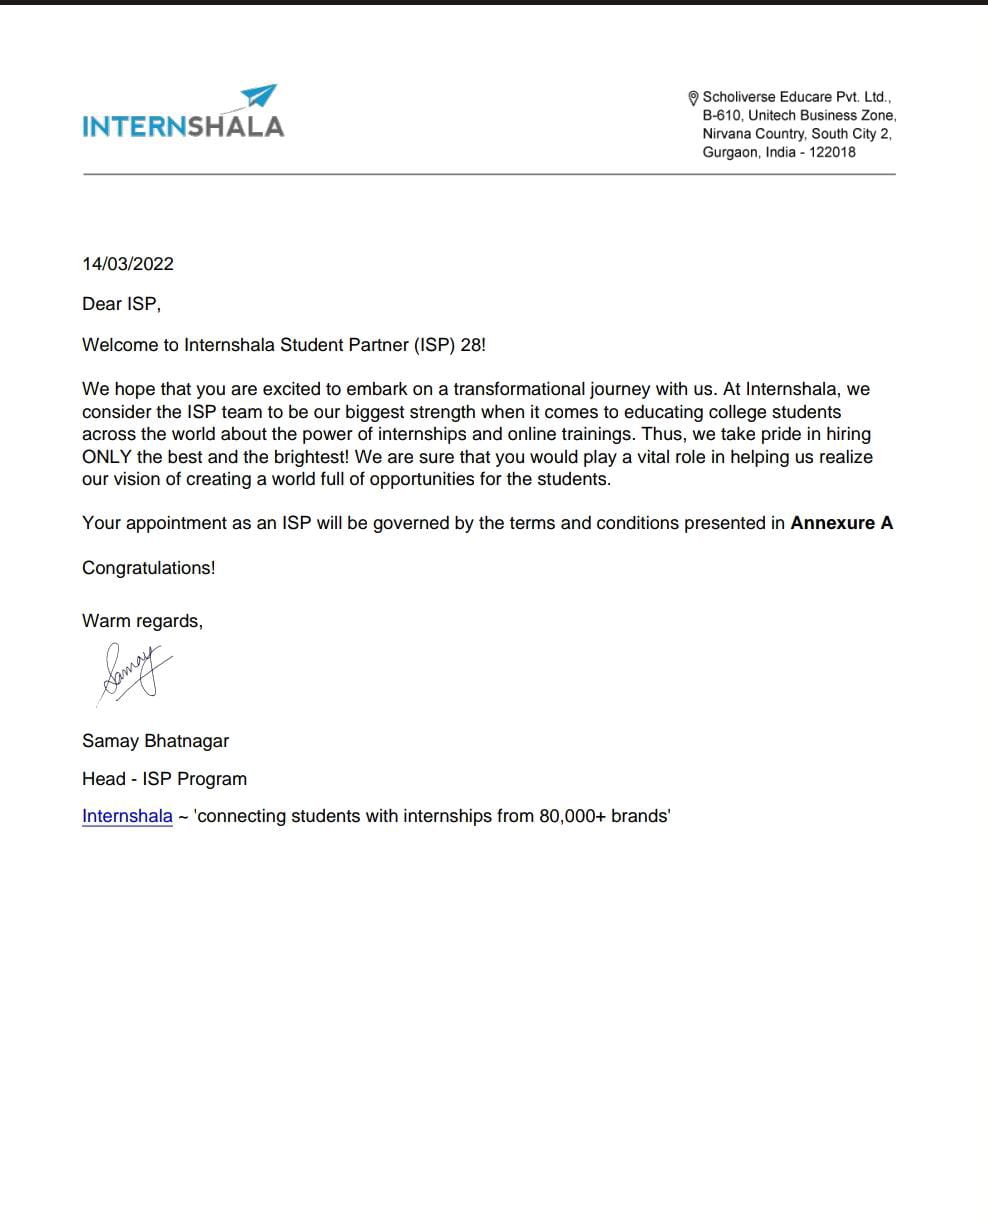 INTERNSHALA
Scholiverse Educare Pvt. Ltd.,
B-610, Unitech Business Zone,
Nirvana Country, South City 2,
Gurgaon, India - 122018
14/03/2022
Dear ISP,
Welcome to Internshala Student Partner (ISP) 28!
We hope that you are excited to embark on a transformational journey with us. At Internshala, we
consider the ISP team to be our biggest strength when it comes to educating college students
across the world about the power of internships and online trainings. Thus, we take pride in hiring
ONLY the best and the brightest! We are sure that you would play a vital role in helping us realize
our vision of creating a world full of opportunities for the students.
Your appointment as an ISP will be governed by the terms and conditions presented in Annexure A
Congratulations!
Warm regards,
Samay
Samay Bhatnagar
Head - ISP Program
Internshala ~ 'connecting students with internships from 80,000+ brands'